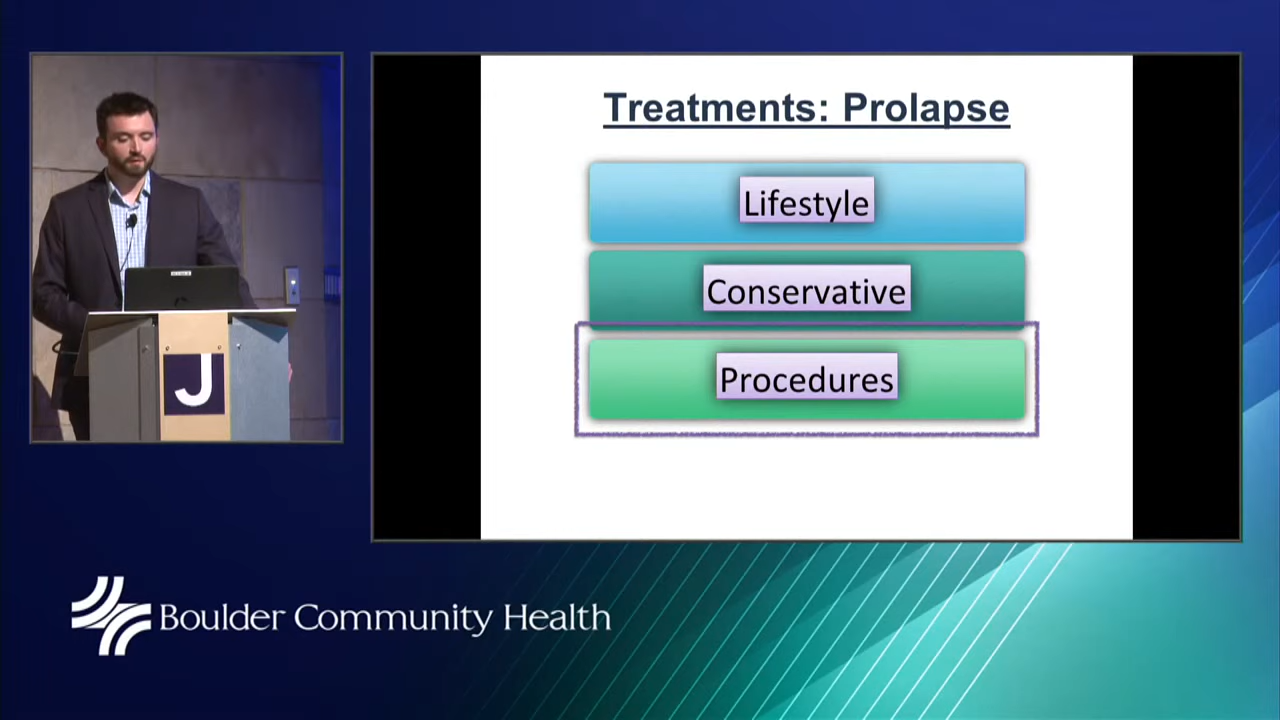 Treatments: Prolapse
Lifestyle
Conservative
Procedures
J
Boulder Community Health